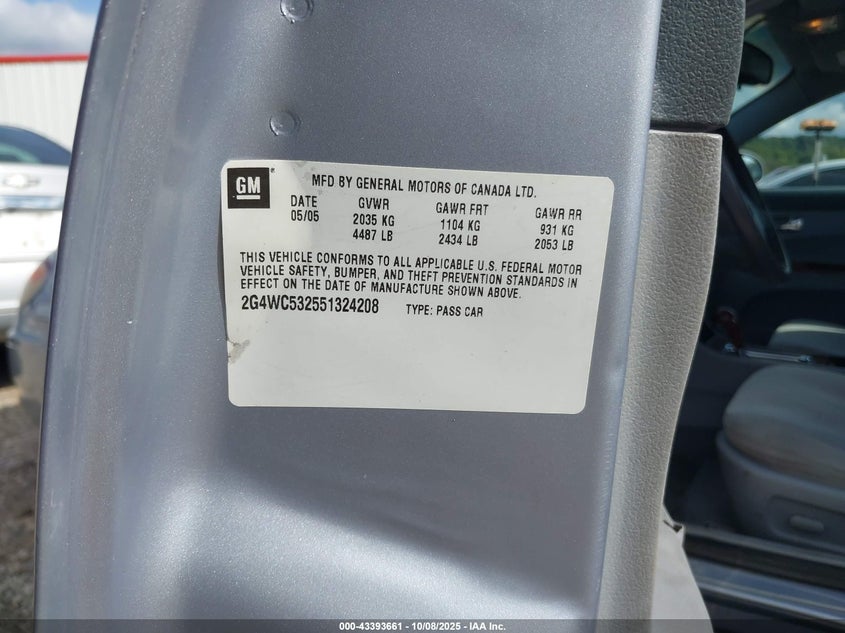 GM
MFD BY GENERAL MOTORS OF CANADA LTD.
DATE GVWR GAWR FRT GAWR RR
05/05 2035 KG 1104 KG 931 KG
4487 LB 2434 LB 2053 LB
THIS VEHICLE CONFORMS TO ALL APPLICABLE U.S. FEDERAL MOTOR
VEHICLE SAFETY, BUMPER, AND THEFT PREVENTION STANDARDS IN
EFFECT ON THE DATE OF MANUFACTURE SHOWN ABOVE.
2G4WC532551324208 TYPE: PASS CAR
000-43393661 | 10/08/2025 | IAA Inc.